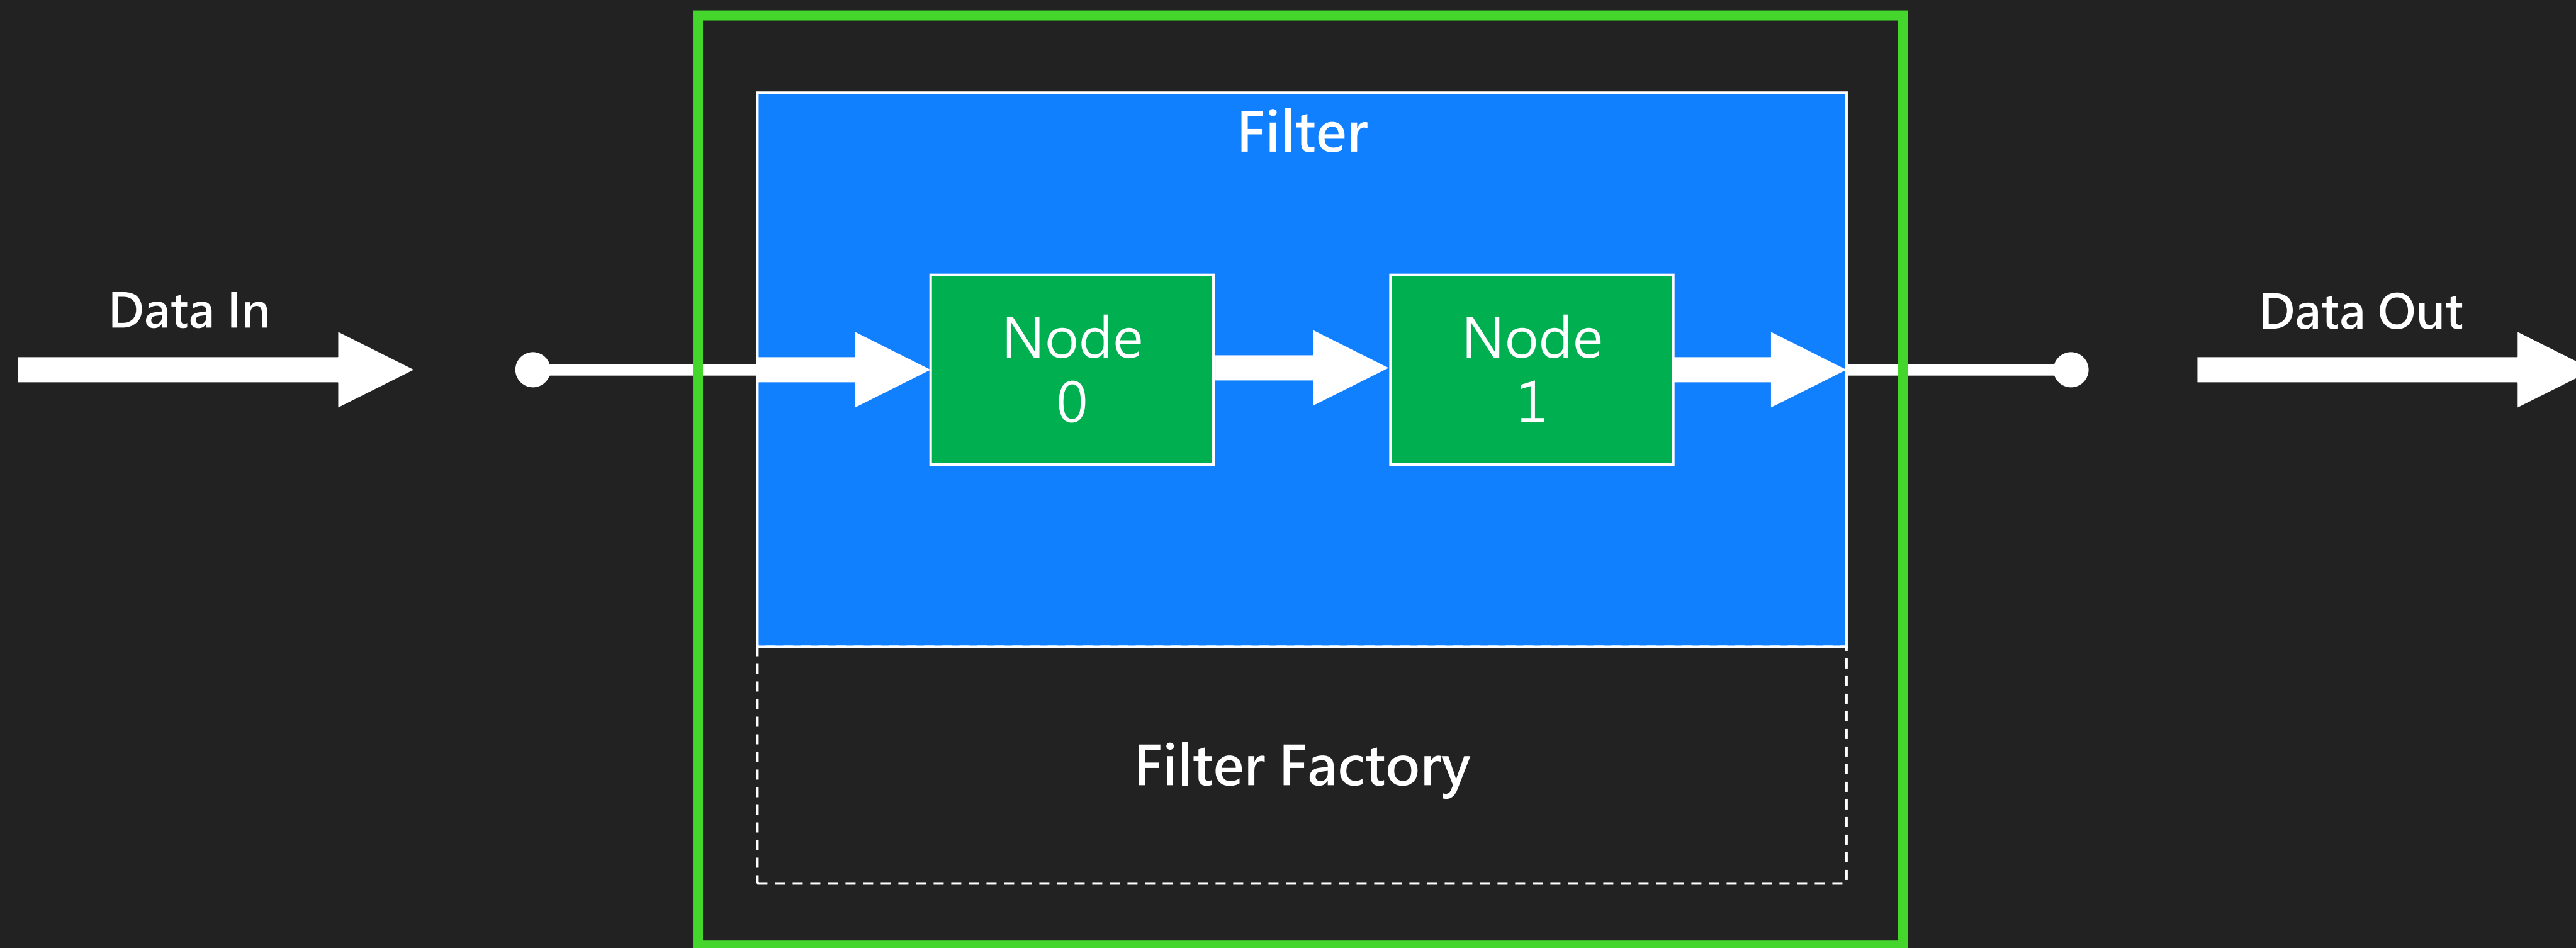 Filter
Data In
Node
0
Node
1
Data Out
Filter Factory